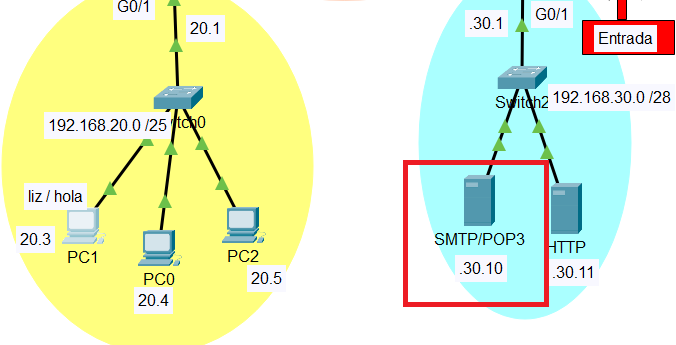 G0/1
20.1
192.168.20.0 /25
tch0
liz / hola
20.3
PC1
PC0
20.4
PC2
20.5
.30.1
G0/1
Entrada
Switch2
192.168.30.0 /28
SMTP/POP3
.30.10
HTTP
.30.11